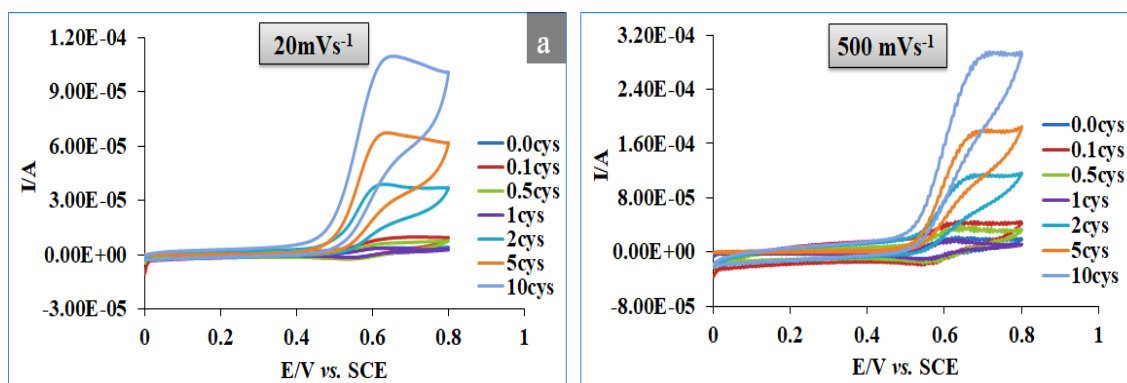 20mVs⁻¹
a
1.20E-04
9.00E-05
6.00E-05
3.00E-05
0.00E+00
-3.00E-05
I/A
0 0.2 0.4 0.6 0.8 1
E/V vs. SCE
0.0cys
0.1cys
0.5cys
1cys
2cys
5cys
10cys
500 mVs⁻¹
3.20E-04
2.40E-04
1.60E-04
8.00E-05
0.00E+00
-8.00E-05
I/A
0 0.2 0.4 0.6 0.8 1
E/V vs. SCE
0.0cys
0.1cys
0.5cys
1cys
2cys
5cys
10cys